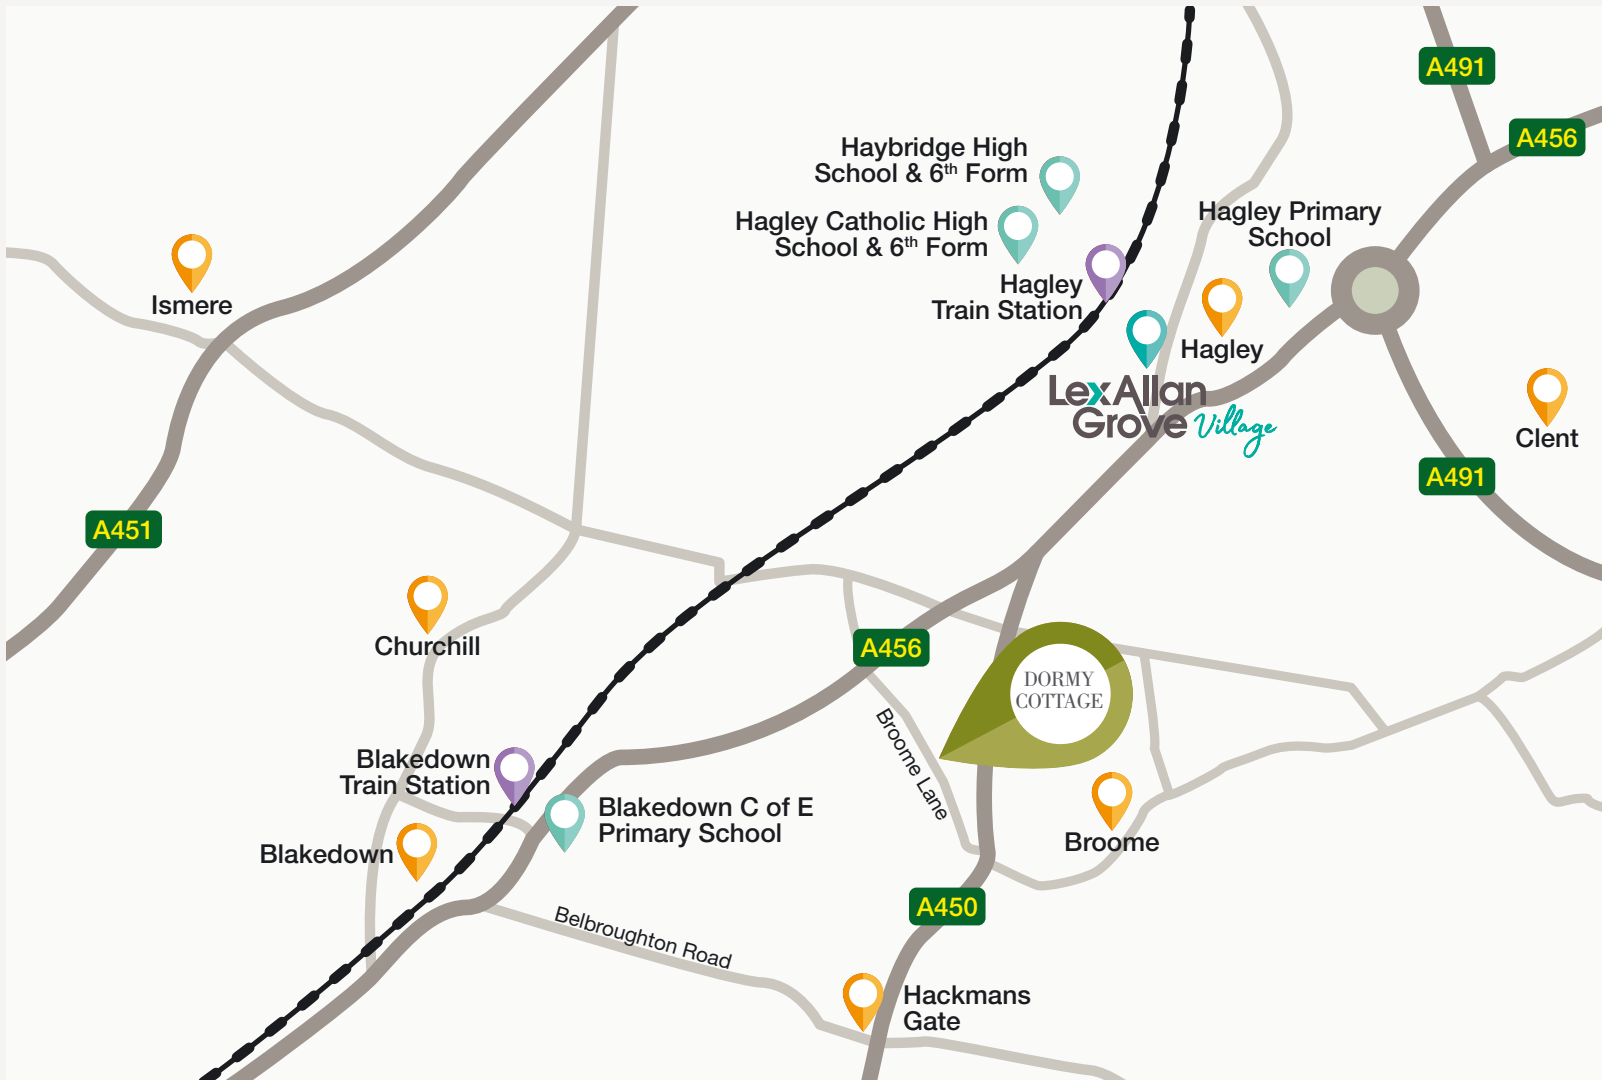 A491
A456
Haybridge High
School & 6th Form
Hagley Catholic High
School & 6th Form
Hagley Primary
School
Hagley
Train Station
Ismere
Hagley
LexAllan
Grove Village
Clent
A491
A451
Churchill
A456
DORMY
COTTAGE
Broome Lane
Blakedown
Train Station
Blakedown C of E
Primary School
Blakedown
Broome
A450
Belbroughton Road
Hackmans
Gate